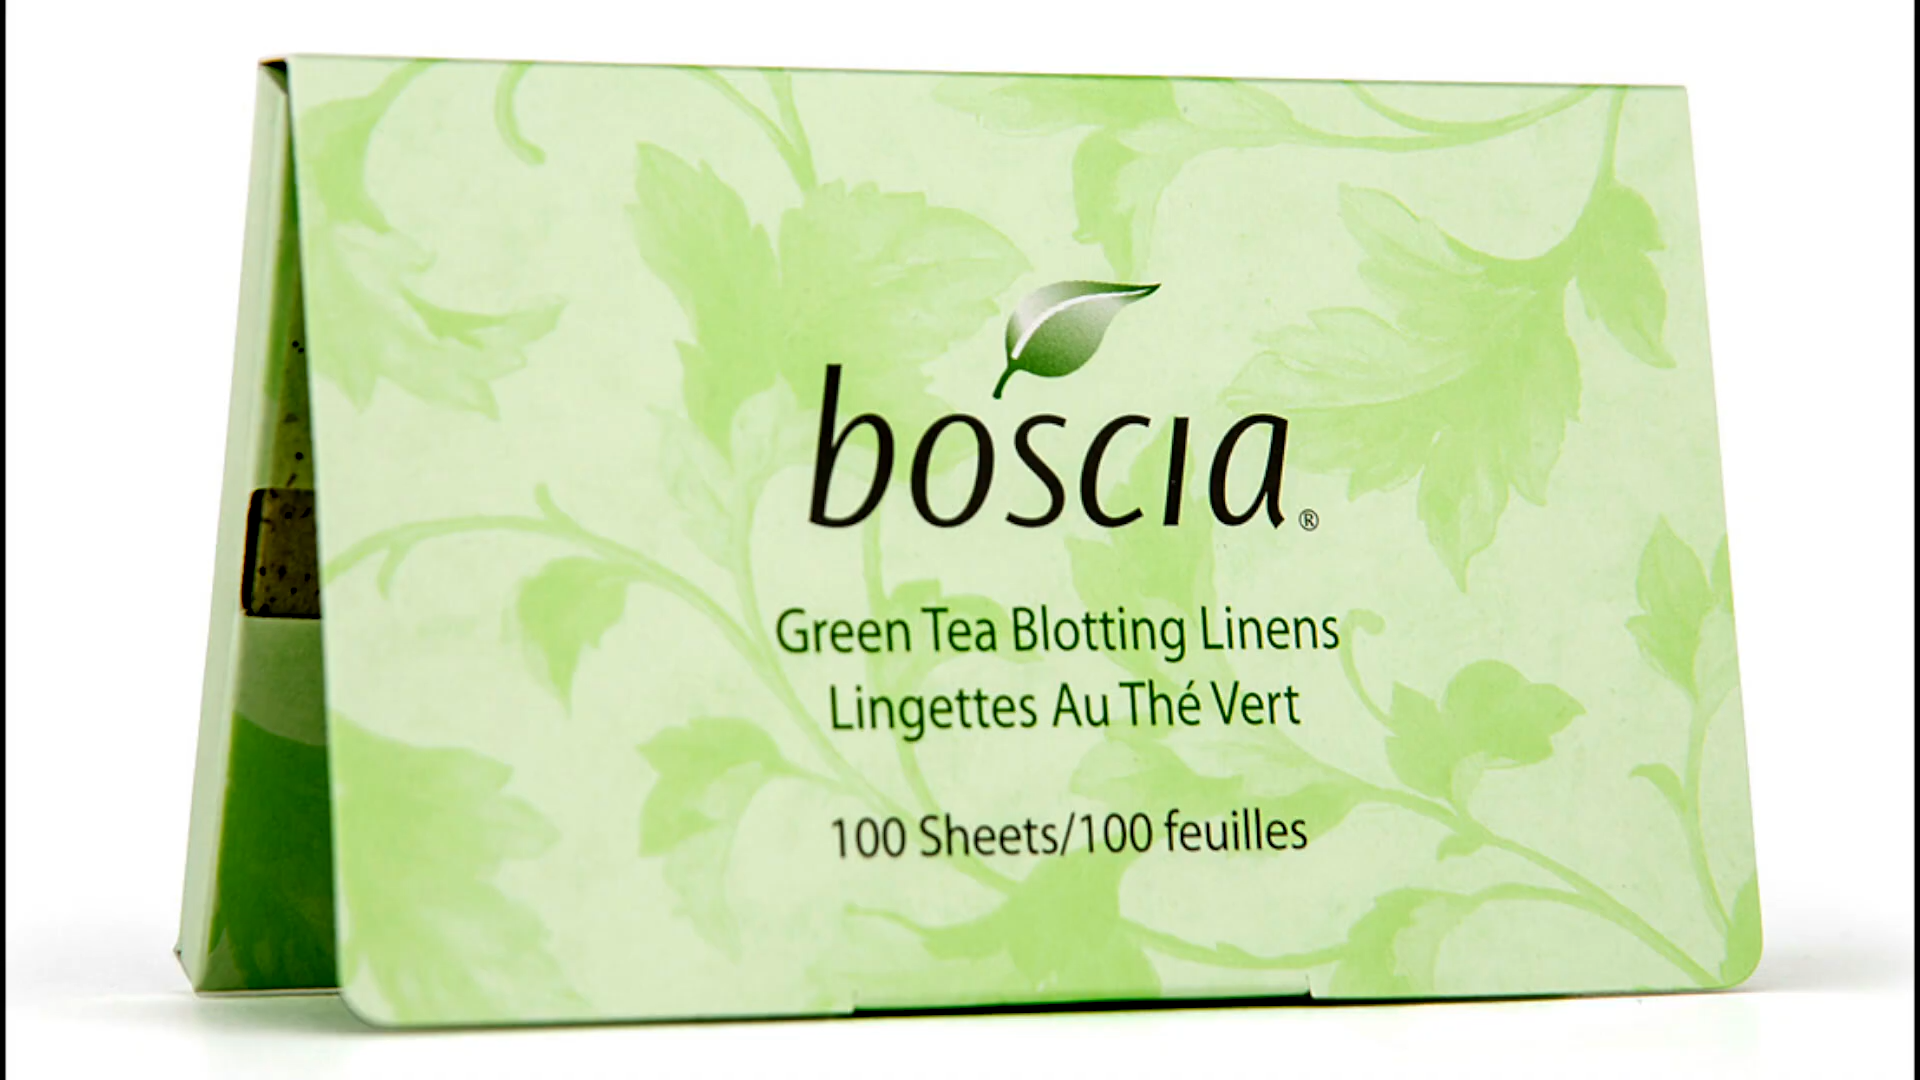 boscia®
Green Tea Blotting Linens
Lingettes Au Thé Vert
100 Sheets/100 feuilles